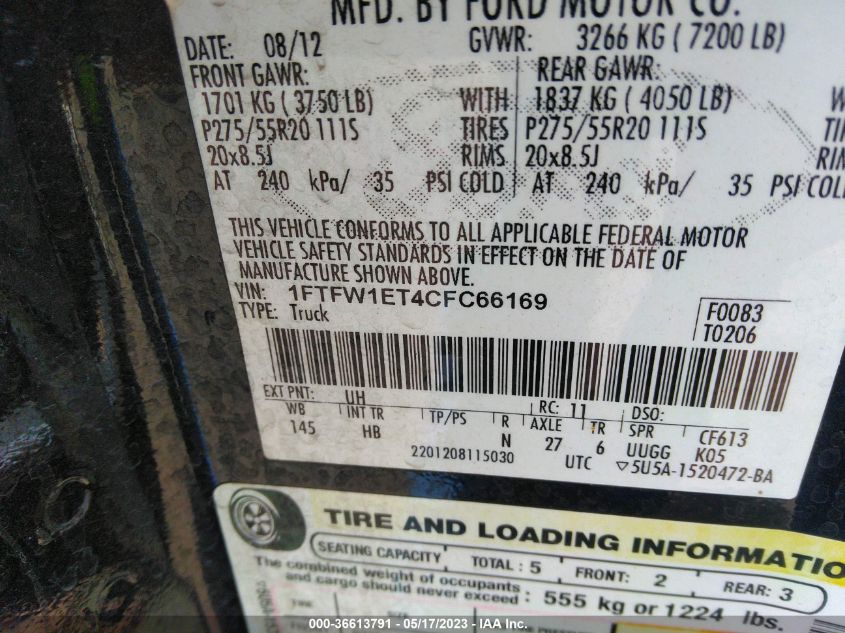 MFD. BY FORD MOTOR CO.
DATE: 08/12 GVWR: 3266 KG ( 7200 LB)
FRONT GAWR: REAR GAWR:
1701 KG ( 3750 LB) WITH 1837 KG ( 4050 LB)
P275/55R20 111S TIRES P275/55R20 111S
20x8.5J RIMS 20x8.5J
AT 240 kPa/ 35 PSI COLD AT 240 kPa/ 35 PSI COLD
THIS VEHICLE CONFORMS TO ALL APPLICABLE FEDERAL MOTOR
VEHICLE SAFETY STANDARDS IN EFFECT ON THE DATE OF
MANUFACTURE SHOWN ABOVE.
VIN: 1FTFW1ET4CFC66169
TYPE: Truck
F0083
T0206
EXT PNT: UH RC: 11 DSO:
WB INT TR TP/PS R AXLE TR SPR CF613
145 HB N 27 6 UUGG K05
2201208115030 UTC ▽5U5A-1520472-BA
TIRE AND LOADING INFORMATION
SEATING CAPACITY TOTAL : 5 FRONT: 2 REAR: 3
The combined weight of occupants
and cargo should never exceed : 555 kg or 1224 lbs.
000-36613791 - 05/17/2023 - IAA Inc.